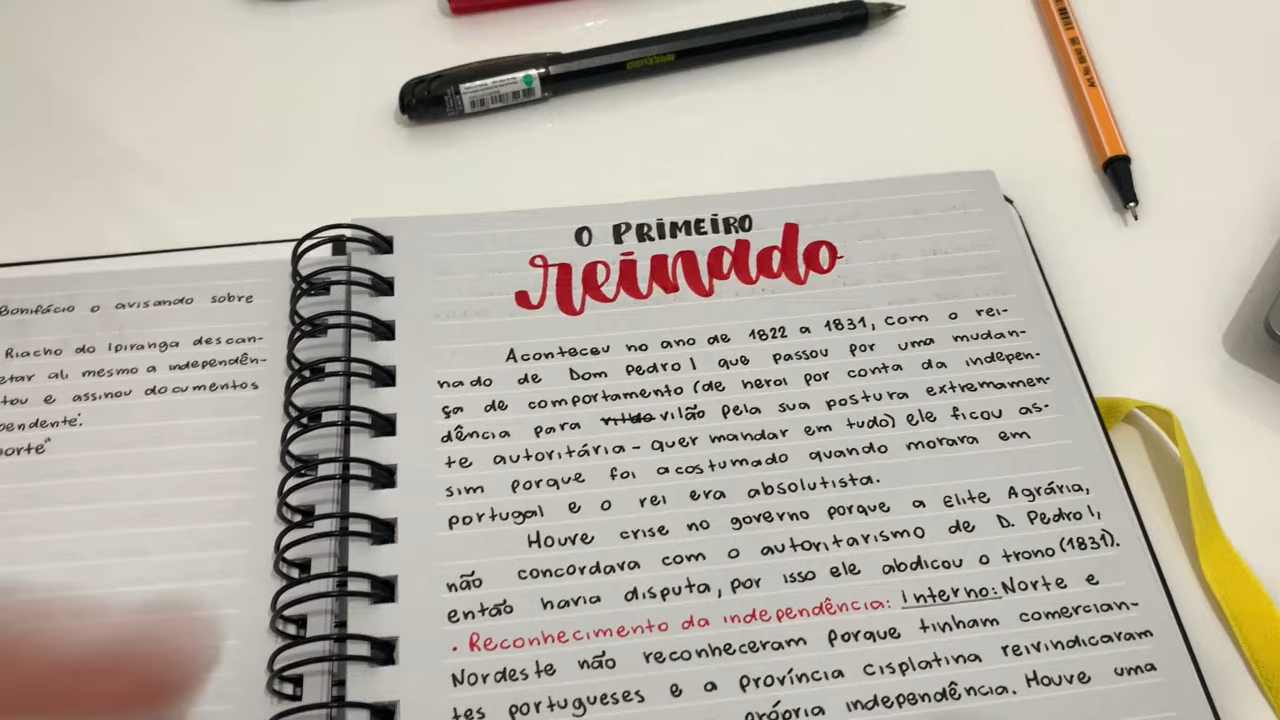 Bonifácio o avisando sobre
Riacho do Ipiranga descan-
etar ali mesmo a independên-
tou e assinou documentos
pendente:
orte"
O PRIMEIRO
reinado
Aconteceu no ano de 1822 a 1831, com o rei-
nado de Dom Pedro I que passou por uma mudan-
ça de comportamento (de heroi por conta da indepen-
dência para vilão pela sua postura extremamen-
te autoritária - quer mandar em tudo) ele ficou as-
sim porque foi acostumado quando morara em
portugal e o rei era absolutista.
Houve crise no governo porque a Elite Agrária,
não concordava com o autoritarismo de D. Pedro I,
então havia disputa, por isso ele abdicou o trono (1831).
· Reconhecimento da independência: Interno: Norte e
Nordeste não reconheceram porque tinham comercian-
tes portugueses e a Província cisplatina reivindicaram
própria independência. Houve uma